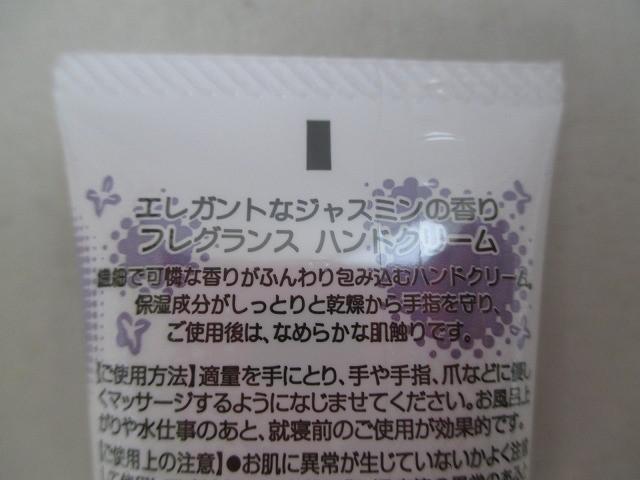 エレガントなジャスミンの香り
フレグランス ハンドクリーム
繊細で可憐な香りがふんわり包み込むハンドクリーム。
保湿成分がしっとりと乾燥から手指を守り、
ご使用後は、なめらかな肌触りです。
【ご使用方法】適量を手にとり、手や手指、爪などに優し
くマッサージするようになじませてください。お風呂上
がりや水仕事のあと、就寝前のご使用が効果的です。
【ご使用上の注意】●お肌に異常が生じていないかよく注意